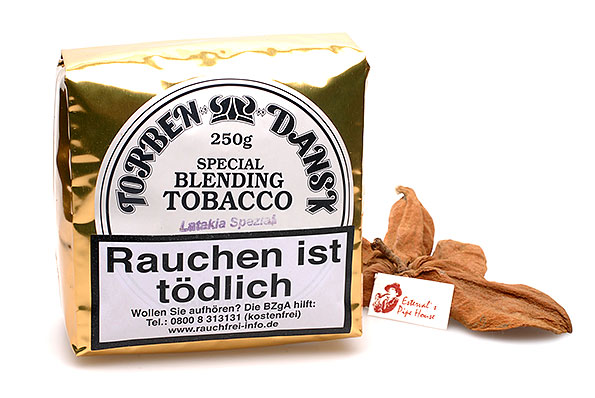 TORBEN DANSK
250g
SPECIAL
BLENDING
TOBACCO
Latakia Spezial
Rauchen ist
tödlich
Wollen Sie aufhören? Die BZgA hilft:
Tel.: 0800 8 313131 (kostenfrei)
www.rauchfrei-info.de
Esterval's
Pipe House